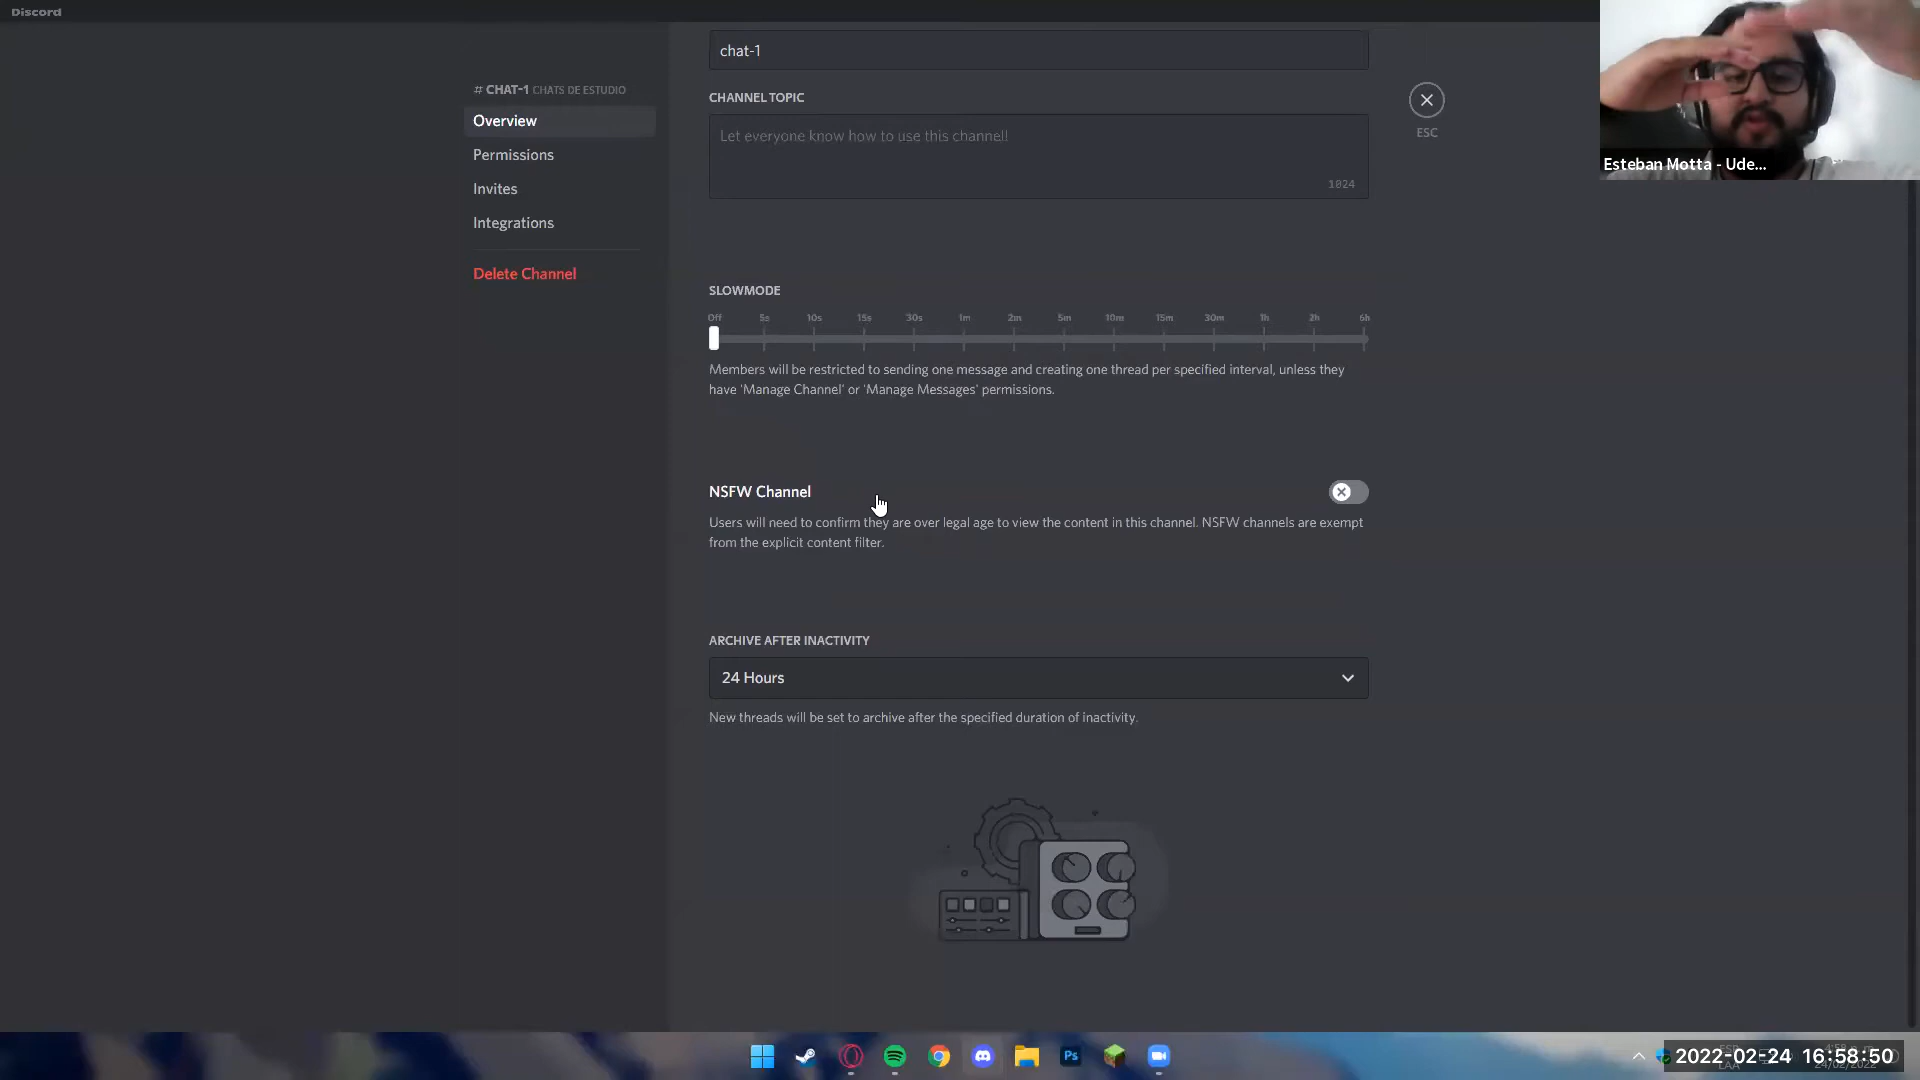 Discord
chat-1
# CHAT-1 CHATS DE ESTUDIO
Overview
Permissions
Invites
Integrations
Delete Channel
CHANNEL TOPIC
Let everyone know how to use this channel!
1024
ESC
Esteban Motta - Ude...
SLOWMODE
Off 5s 10s 15s 30s 1m 2m 5m 10m 15m 30m 1h 2h 6h
Members will be restricted to sending one message and creating one thread per specified interval, unless they
have 'Manage Channel' or 'Manage Messages' permissions.
NSFW Channel
Users will need to confirm they are over legal age to view the content in this channel. NSFW channels are exempt
from the explicit content filter.
ARCHIVE AFTER INACTIVITY
24 Hours
New threads will be set to archive after the specified duration of inactivity.
Ps
2022-02-24 16:58:50